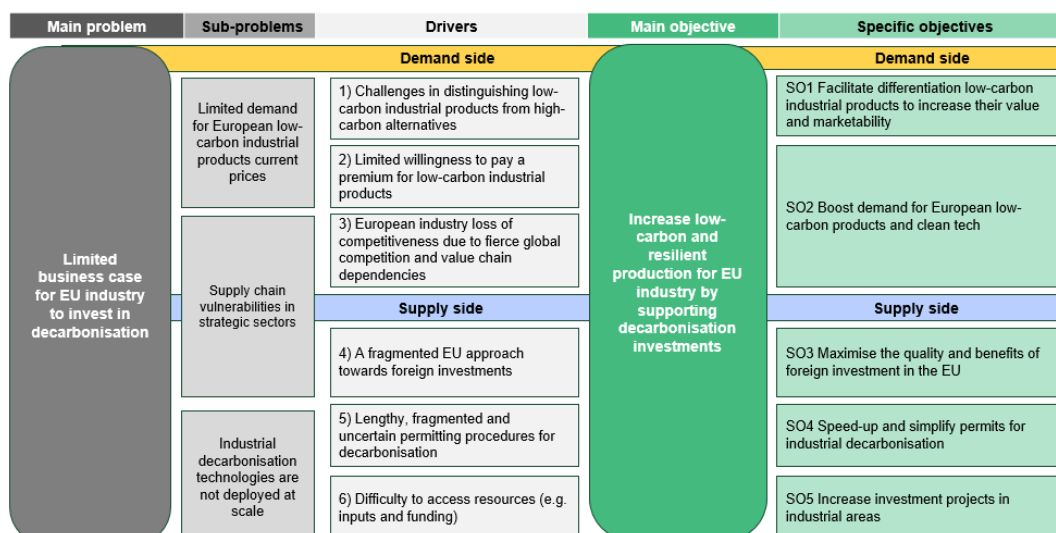 Main problem
Sub-problems
Drivers
Main objective
Specific objectives
Demand side
Demand side
Limited
business case
for EU industry
to invest in
decarbonisation
Limited demand
for European low-
carbon industrial
products current
prices
Supply chain
vulnerabilities in
strategic sectors
Industrial
decarbonisation
technologies are
not deployed at
scale
1) Challenges in distinguishing low-
carbon industrial products from high-
carbon alternatives
2) Limited willingness to pay a
premium for low-carbon industrial
products
3) European industry loss of
competitiveness due to fierce global
competition and value chain
dependencies
Supply side
4) A fragmented EU approach
towards foreign investments
5) Lengthy, fragmented and
uncertain permitting procedures for
decarbonisation
6) Difficulty to access resources (e.g.
inputs and funding)
Increase low-
carbon and
resilient
production for EU
industry by
supporting
decarbonisation
investments
SO1 Facilitate differentiation low-carbon
industrial products to increase their value
and marketability
SO2 Boost demand for European low-
carbon products and clean tech
Supply side
SO3 Maximise the quality and benefits of
foreign investment in the EU
SO4 Speed-up and simplify permits for
industrial decarbonisation
SO5 Increase investment projects in
industrial areas